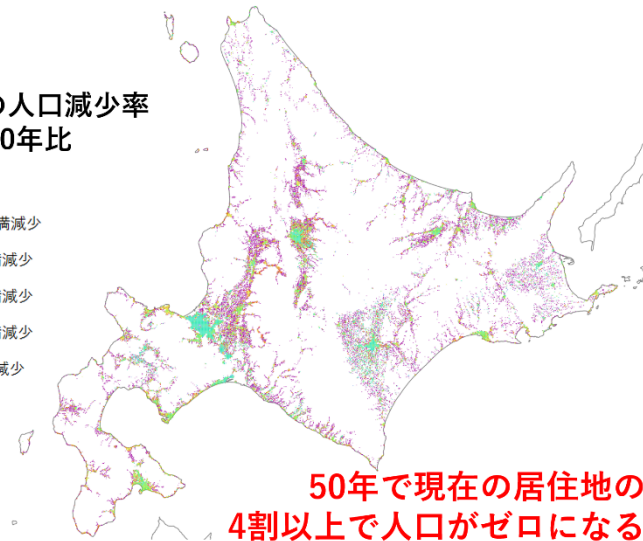 の人口減少率
0年比
満減少
減少
減少
減少
減少
50年で現在の居住地の
4割以上で人口がゼロになる